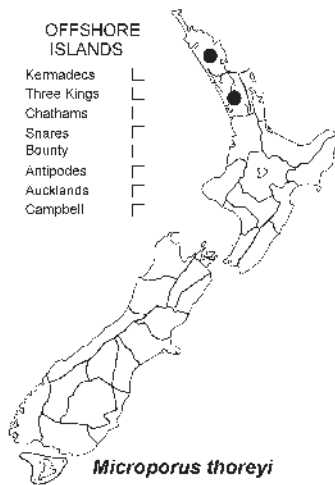 OFFSHORE
ISLANDS
Kermadecs
Three Kings
Chathams
Snares
Bounty
Antipodes
Aucklands
Campbell
Microporus thoreyi